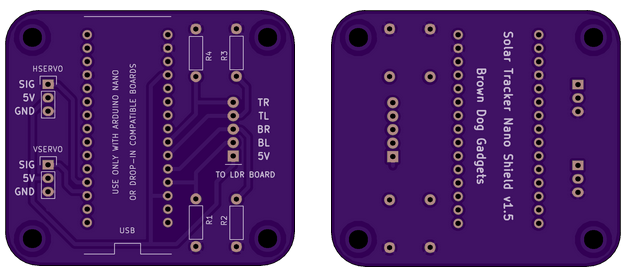 R4
R3
HSERVO
SIG
5V
GND
USE ONLY WITH ARDUINO NANO
OR DROP-IN COMPATIBLE BOARDS
TR
TL
BR
BL
5V
TO LDR BOARD
VSERVO
SIG
5V
GND
R1
R2
USB
Solar Tracker Nano Shield v1.5
Brown Dog Gadgets